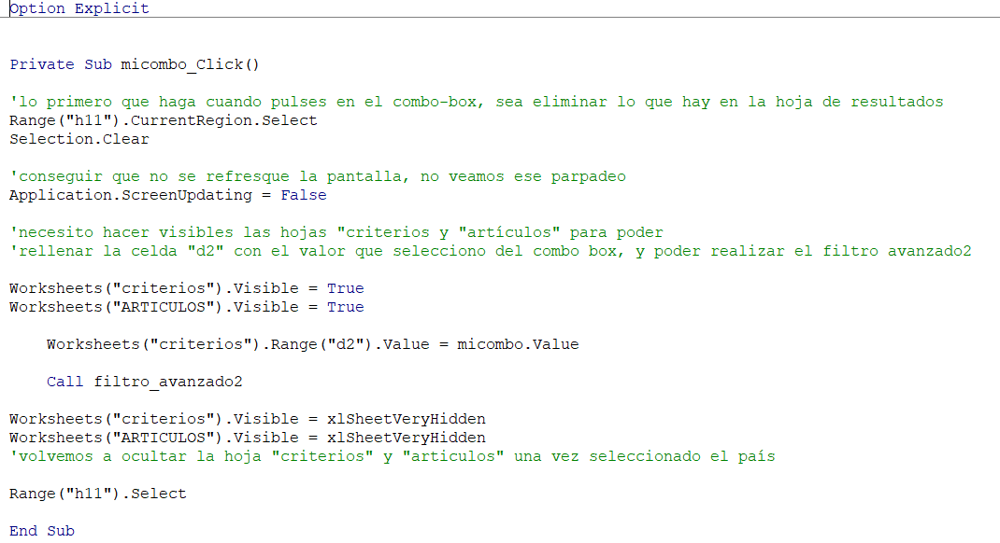 Option Explicit
Private Sub micombo_Click()
'lo primero que haga cuando pulses en el combo-box, sea eliminar lo que hay en la hoja de resultados
Range("h11").CurrentRegion.Select
Selection.Clear
'conseguir que no se refresque la pantalla, no veamos ese parpadeo
Application.ScreenUpdating = False
'necesito hacer visibles las hojas "criterios y "artículos" para poder
'rellenar la celda "d2" con el valor que selecciono del combo box, y poder realizar el filtro avanzado2
Worksheets("criterios").Visible = True
Worksheets("ARTICULOS").Visible = True
Worksheets("criterios").Range("d2").Value = micombo.Value
Call filtro_avanzado2
Worksheets("criterios").Visible = xlSheetVeryHidden
Worksheets("ARTICULOS").Visible = xlSheetVeryHidden
'volvemos a ocultar la hoja "criterios" y "articulos" una vez seleccionado el país
Range("h11").Select
End Sub